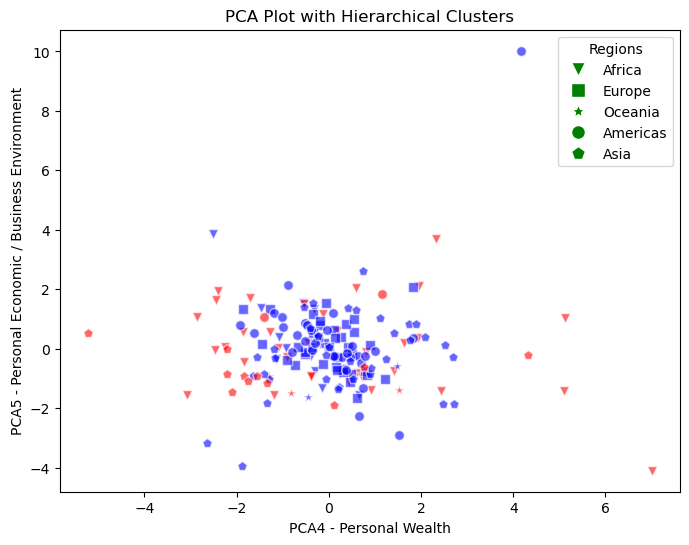 PCA Plot with Hierarchical Clusters
PCA5 - Personal Economic / Business Environment
10
8
6
4
2
0
−2
−4
Regions
Africa
Europe
Oceania
Americas
Asia
−4 −2 0 2 4 6
PCA4 - Personal Wealth